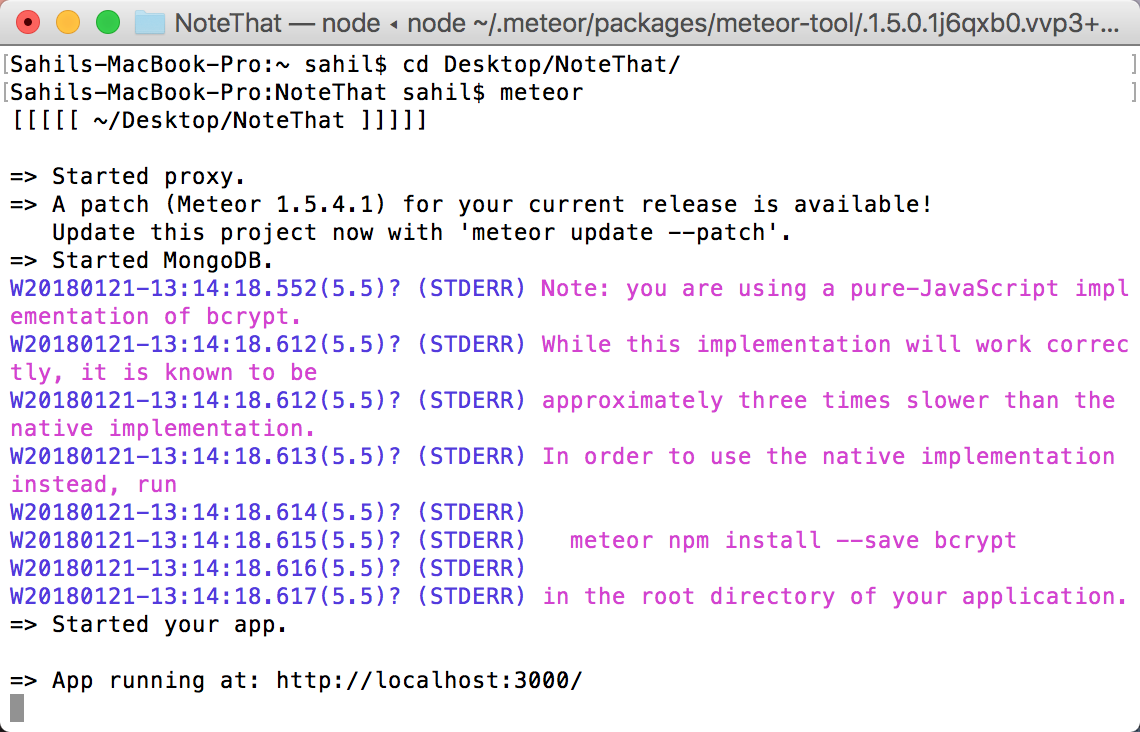 NoteThat — node ◂ node ~/.meteor/packages/meteor-tool/.1.5.0.1j6qxb0.vvp3+...
[Sahils-MacBook-Pro:~ sahil$ cd Desktop/NoteThat/ ]
[Sahils-MacBook-Pro:NoteThat sahil$ meteor ]
[[[[[ ~/Desktop/NoteThat ]]]]]
=> Started proxy.
=> A patch (Meteor 1.5.4.1) for your current release is available!
Update this project now with 'meteor update --patch'.
=> Started MongoDB.
W20180121-13:14:18.552(5.5)? (STDERR) Note: you are using a pure-JavaScript impl
ementation of bcrypt.
W20180121-13:14:18.612(5.5)? (STDERR) While this implementation will work correc
tly, it is known to be
W20180121-13:14:18.612(5.5)? (STDERR) approximately three times slower than the
native implementation.
W20180121-13:14:18.613(5.5)? (STDERR) In order to use the native implementation
instead, run
W20180121-13:14:18.614(5.5)? (STDERR)
W20180121-13:14:18.615(5.5)? (STDERR)   meteor npm install --save bcrypt
W20180121-13:14:18.616(5.5)? (STDERR)
W20180121-13:14:18.617(5.5)? (STDERR) in the root directory of your application.
=> Started your app.
=> App running at: http://localhost:3000/